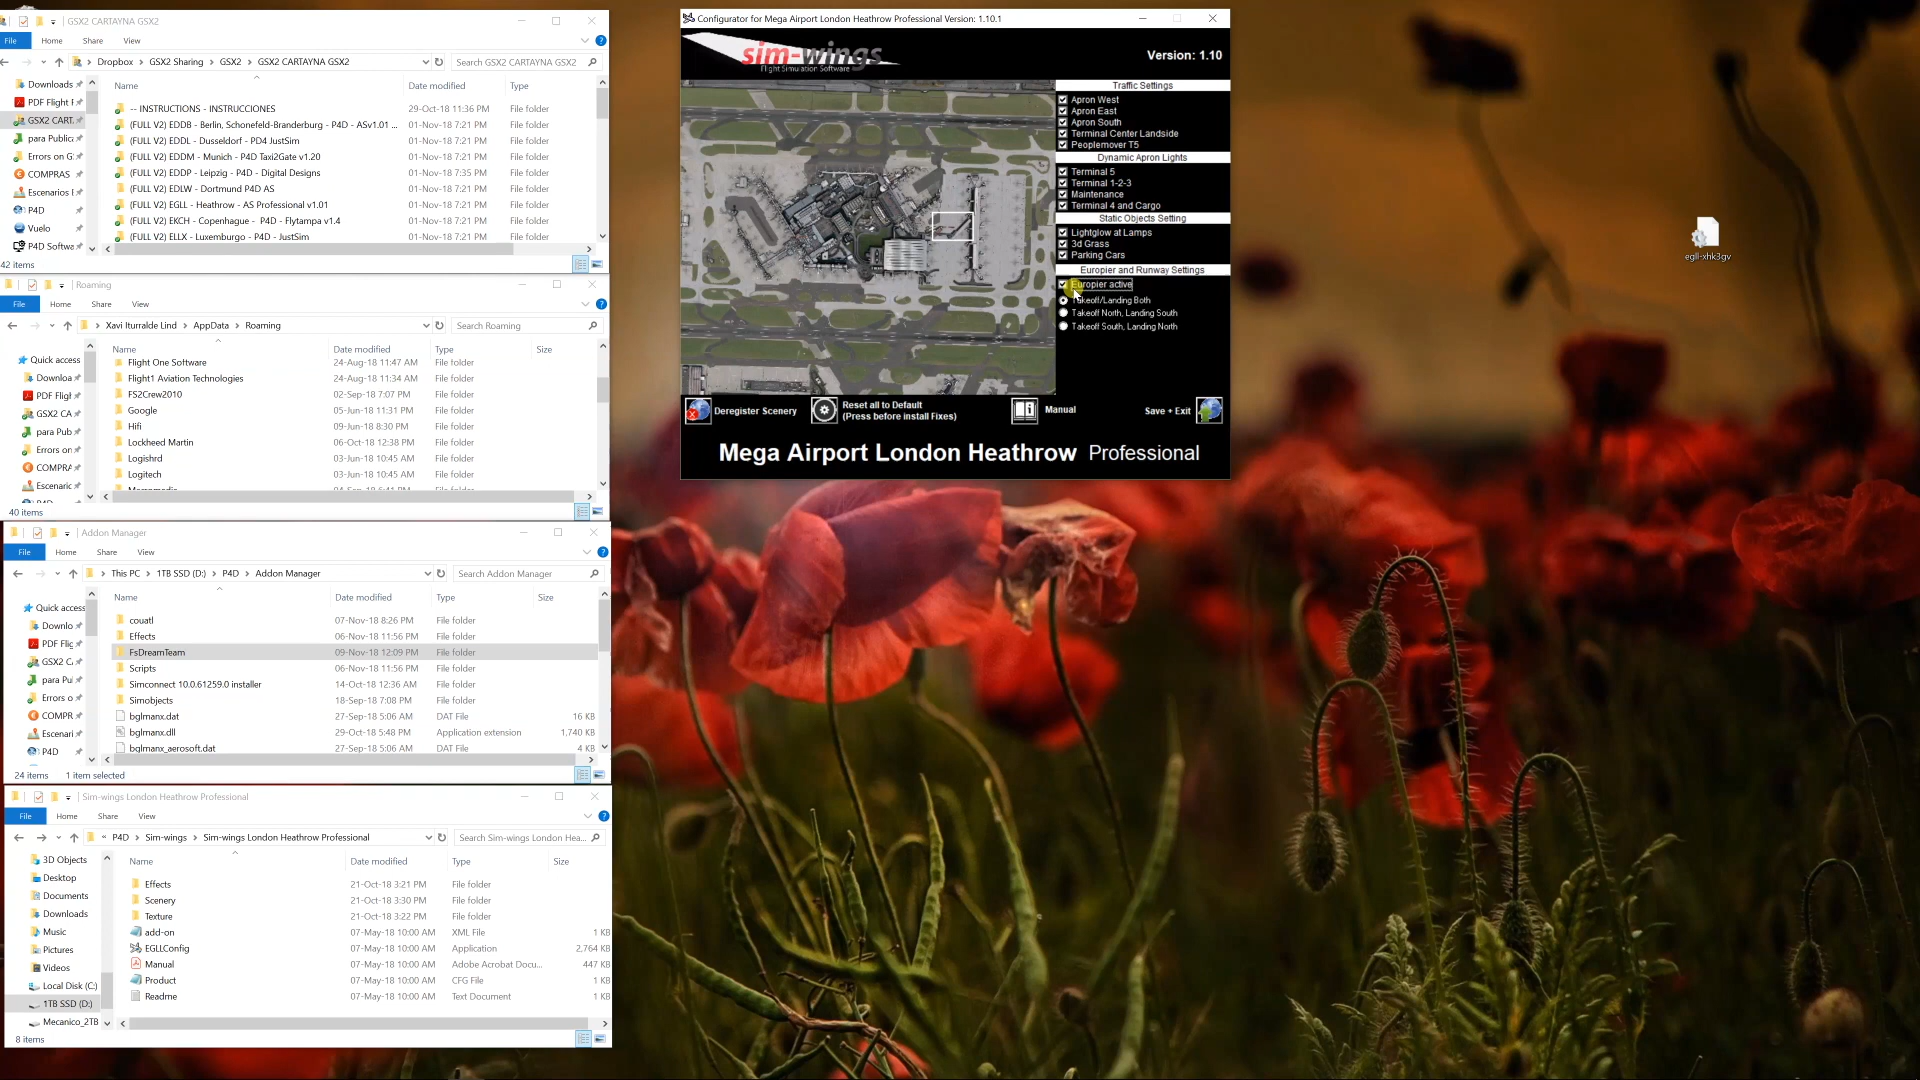 GSX2 CARTAYNA GSX2
File Home Share View
Dropbox > GSX2 Sharing > GSX2 > GSX2 CARTAYNA GSX2
Search GSX2 CARTAYNA GSX2
Downloads
PDF Flight
GSX2 CART.
para Public
Errors on G
COMPRAS
Escenarios
P4D
Vuelo
P4D Softwa
Name Date modified Type
-- INSTRUCTIONS - INSTRUCCIONES 29-Oct-18 11:36 PM File folder
(FULL V2) EDDB - Berlin, Schonefeld-Branderburg - P4D - ASv1.01 ... 01-Nov-18 7:21 PM File folder
(FULL V2) EDDL - Dusseldorf - PD4 JustSim 01-Nov-18 7:21 PM File folder
(FULL V2) EDDM - Munich - P4D Taxi2Gate v1.20 01-Nov-18 7:21 PM File folder
(FULL V2) EDDP - Leipzig - P4D - Digital Designs 01-Nov-18 7:35 PM File folder
(FULL V2) EDLW - Dortmund P4D AS 01-Nov-18 7:21 PM File folder
(FULL V2) EGLL - Heathrow - AS Professional v1.01 01-Nov-18 7:21 PM File folder
(FULL V2) EKCH - Copenhague - P4D - Flytampa v1.4 01-Nov-18 7:21 PM File folder
(FULL V2) ELLX - Luxemburgo - P4D - JustSim 01-Nov-18 7:21 PM File folder
42 items
Roaming
File Home Share View
Xavi Iturralde Lind > AppData > Roaming
Search Roaming
Quick access
Downloa
PDF Fligl
GSX2 CA
para Pub
Errors on
COMPRA
Escenaric
Name Date modified Type Size
Flight One Software 24-Aug-18 11:47 AM File folder
Flight1 Aviation Technologies 24-Aug-18 11:34 AM File folder
FS2Crew2010 02-Sep-18 7:07 PM File folder
Google 05-Jun-18 11:31 PM File folder
Hifi 09-Jun-18 8:30 PM File folder
Lockheed Martin 06-Oct-18 12:38 PM File folder
Logishrd 03-Jun-18 10:45 AM File folder
Logitech 03-Jun-18 10:45 AM File folder
40 items
Addon Manager
File Home Share View
This PC > 1TB SSD (D:) > P4D > Addon Manager
Search Addon Manager
Quick access
Downlo
PDF Flig
GSX2 C
para Pu
Errors o
COMPR
Escenari
P4D
Name Date modified Type Size
couatl 07-Nov-18 8:26 PM File folder
Effects 06-Nov-18 11:56 PM File folder
FsDreamTeam 09-Nov-18 12:09 PM File folder
Scripts 06-Nov-18 11:56 PM File folder
Simconnect 10.0.61259.0 installer 14-Oct-18 12:36 AM File folder
Simobjects 18-Sep-18 7:08 PM File folder
bglmanx.dat 27-Sep-18 5:06 AM DAT File 16 KB
bglmanx.dll 29-Oct-18 5:48 PM Application extension 1,740 KB
bglmanx_aerosoft.dat 27-Sep-18 5:06 AM DAT File 4 KB
24 items 1 item selected
Sim-wings London Heathrow Professional
File Home Share View
« P4D > Sim-wings > Sim-wings London Heathrow Professional
Search Sim-wings London Hea...
3D Objects
Desktop
Documents
Downloads
Music
Pictures
Videos
Local Disk (C:)
1TB SSD (D:)
Mecanico_2TB
Name Date modified Type Size
Effects 21-Oct-18 3:21 PM File folder
Scenery 21-Oct-18 3:30 PM File folder
Texture 21-Oct-18 3:22 PM File folder
add-on 07-May-18 10:00 AM XML File 1 KB
EGLLConfig 07-May-18 10:00 AM Application 2,764 KB
Manual 07-May-18 10:00 AM Adobe Acrobat Docu... 447 KB
Product 07-May-18 10:00 AM CFG File 1 KB
Readme 07-May-18 10:00 AM Text Document 1 KB
8 items
Configurator for Mega Airport London Heathrow Professional Version: 1.10.1
sim-wings
Flight Simulation Software
Version: 1.10
Traffic Settings
Apron West
Apron East
Apron South
Terminal Center Landside
Peoplemover T5
Dynamic Apron Lights
Terminal 5
Terminal 1-2-3
Maintenance
Terminal 4 and Cargo
Static Objects Setting
Lightglow at Lamps
3d Grass
Parking Cars
Europier and Runway Settings
Europier active
Takeoff/Landing Both
Takeoff North, Landing South
Takeoff South, Landing North
Deregister Scenery
Reset all to Default
(Press before install Fixes)
Manual
Save + Exit
Mega Airport London Heathrow Professional
egll-xhk3gv